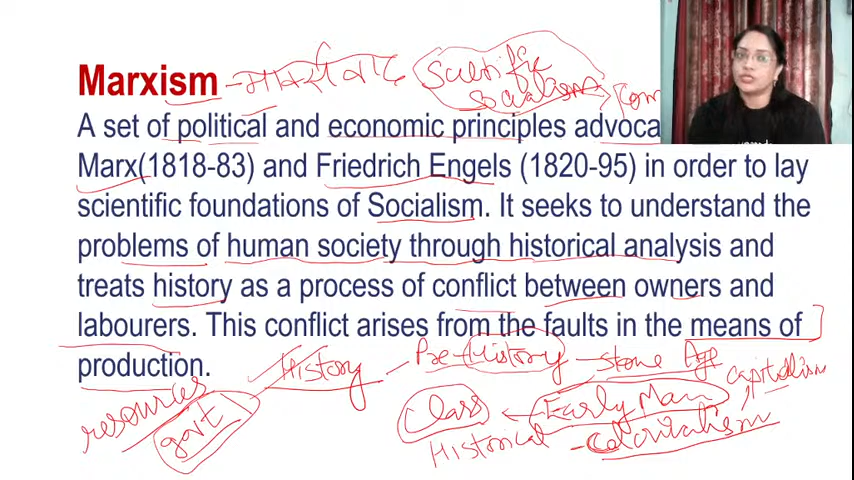 Marxism - मार्क्सवाद Scientific
Socialism → Com
A set of political and economic principles advoca
Marx(1818-83) and Friedrich Engels (1820-95) in order to lay
scientific foundations of Socialism. It seeks to understand the
problems of human society through historical analysis and
treats history as a process of conflict between owners and
labourers. This conflict arises from the faults in the means of
production.
History - Pre-History - Stone Age
capitalism
resources
govt
Class ← Early Man
Historical - Colonialism